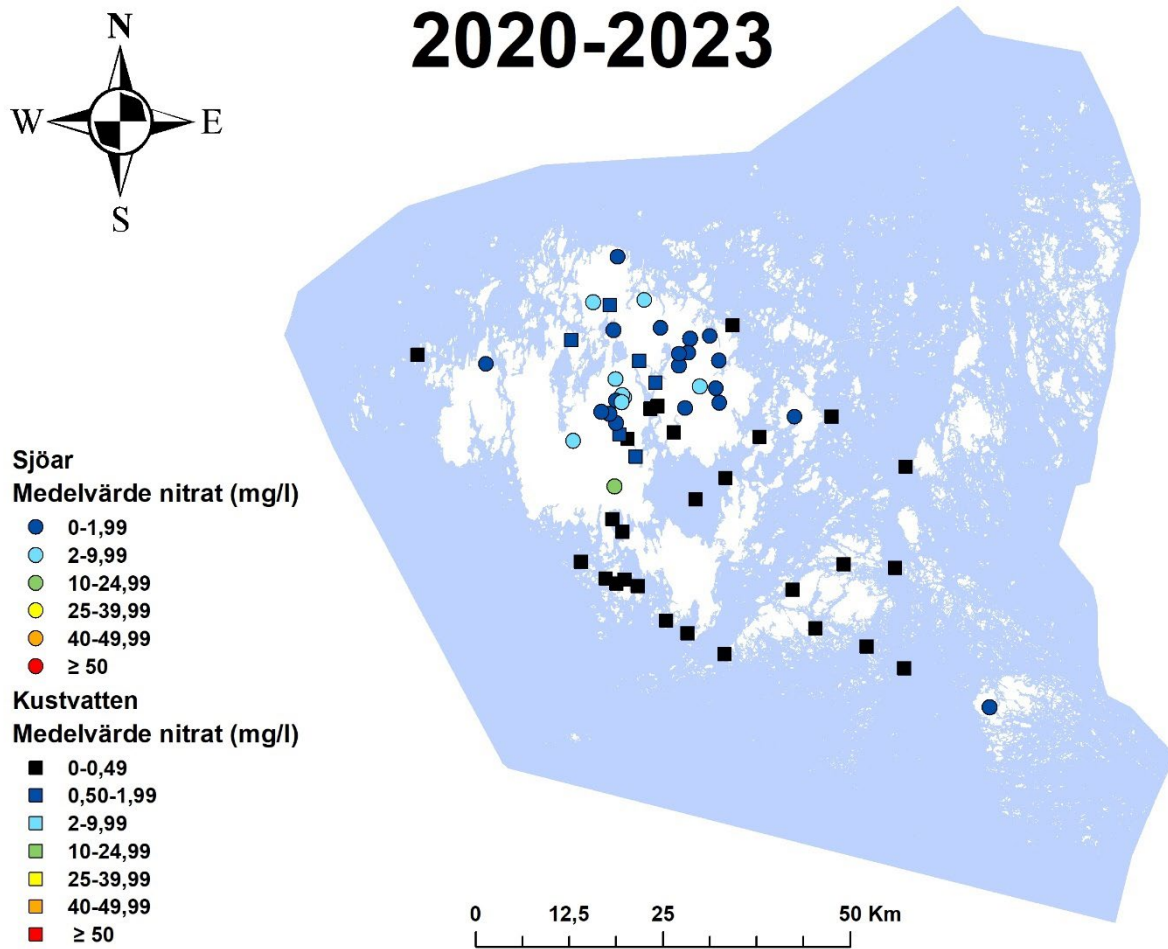 2020-2023
N
W E
S
Sjöar
Medelvärde nitrat (mg/l)
0-1,99
2-9,99
10-24,99
25-39,99
40-49,99
≥ 50
Kustvatten
Medelvärde nitrat (mg/l)
0-0,49
0,50-1,99
2-9,99
10-24,99
25-39,99
40-49,99
≥ 50
0 12,5 25 50 Km